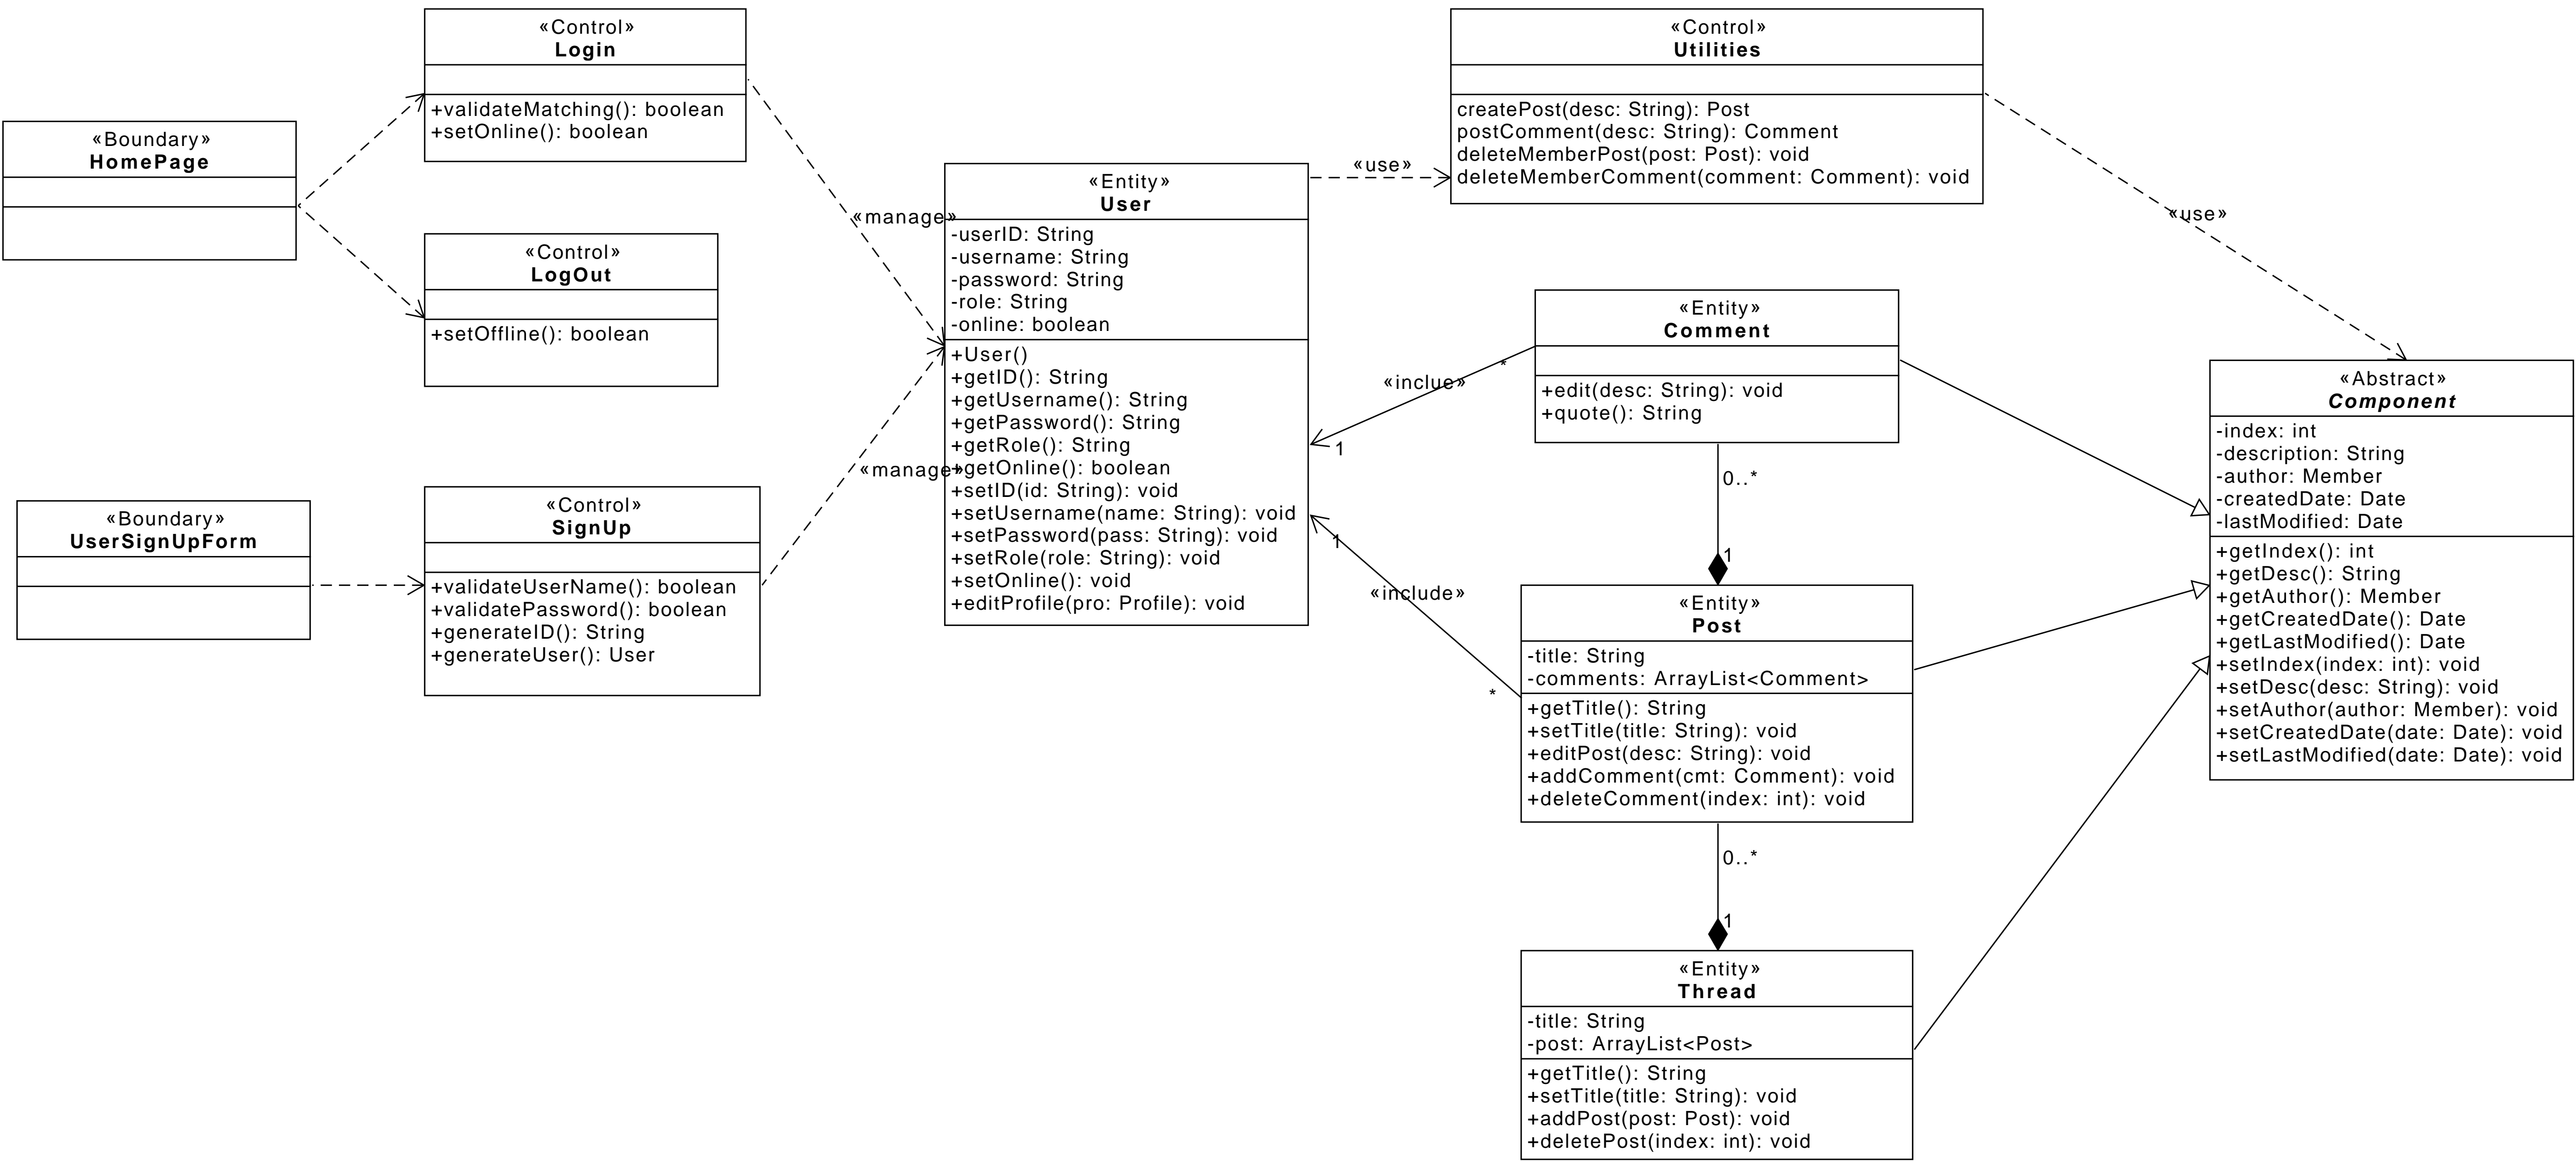 «Control»
Login
+validateMatching(): boolean
+setOnline(): boolean
«Boundary»
HomePage
«Control»
LogOut
+setOffline(): boolean
«Boundary»
UserSignUpForm
«Control»
SignUp
+validateUserName(): boolean
+validatePassword(): boolean
+generateID(): String
+generateUser(): User
«manage»
«manage»
«Entity»
User
-userID: String
-username: String
-password: String
-role: String
-online: boolean
+User()
+getID(): String
+getUsername(): String
+getPassword(): String
+getRole(): String
+getOnline(): boolean
+setID(id: String): void
+setUsername(name: String): void
+setPassword(pass: String): void
+setRole(role: String): void
+setOnline(): void
+editProfile(pro: Profile): void
«use»
«Control»
Utilities
createPost(desc: String): Post
postComment(desc: String): Comment
deleteMemberPost(post: Post): void
deleteMemberComment(comment: Comment): void
«use»
«Entity»
Comment
+edit(desc: String): void
+quote(): String
*
«inclue»
1
0..*
1
1
«include»
*
«Entity»
Post
-title: String
-comments: ArrayList<Comment>
+getTitle(): String
+setTitle(title: String): void
+editPost(desc: String): void
+addComment(cmt: Comment): void
+deleteComment(index: int): void
0..*
1
«Entity»
Thread
-title: String
-post: ArrayList<Post>
+getTitle(): String
+setTitle(title: String): void
+addPost(post: Post): void
+deletePost(index: int): void
«Abstract»
Component
-index: int
-description: String
-author: Member
-createdDate: Date
-lastModified: Date
+getIndex(): int
+getDesc(): String
+getAuthor(): Member
+getCreatedDate(): Date
+getLastModified(): Date
+setIndex(index: int): void
+setDesc(desc: String): void
+setAuthor(author: Member): void
+setCreatedDate(date: Date): void
+setLastModified(date: Date): void